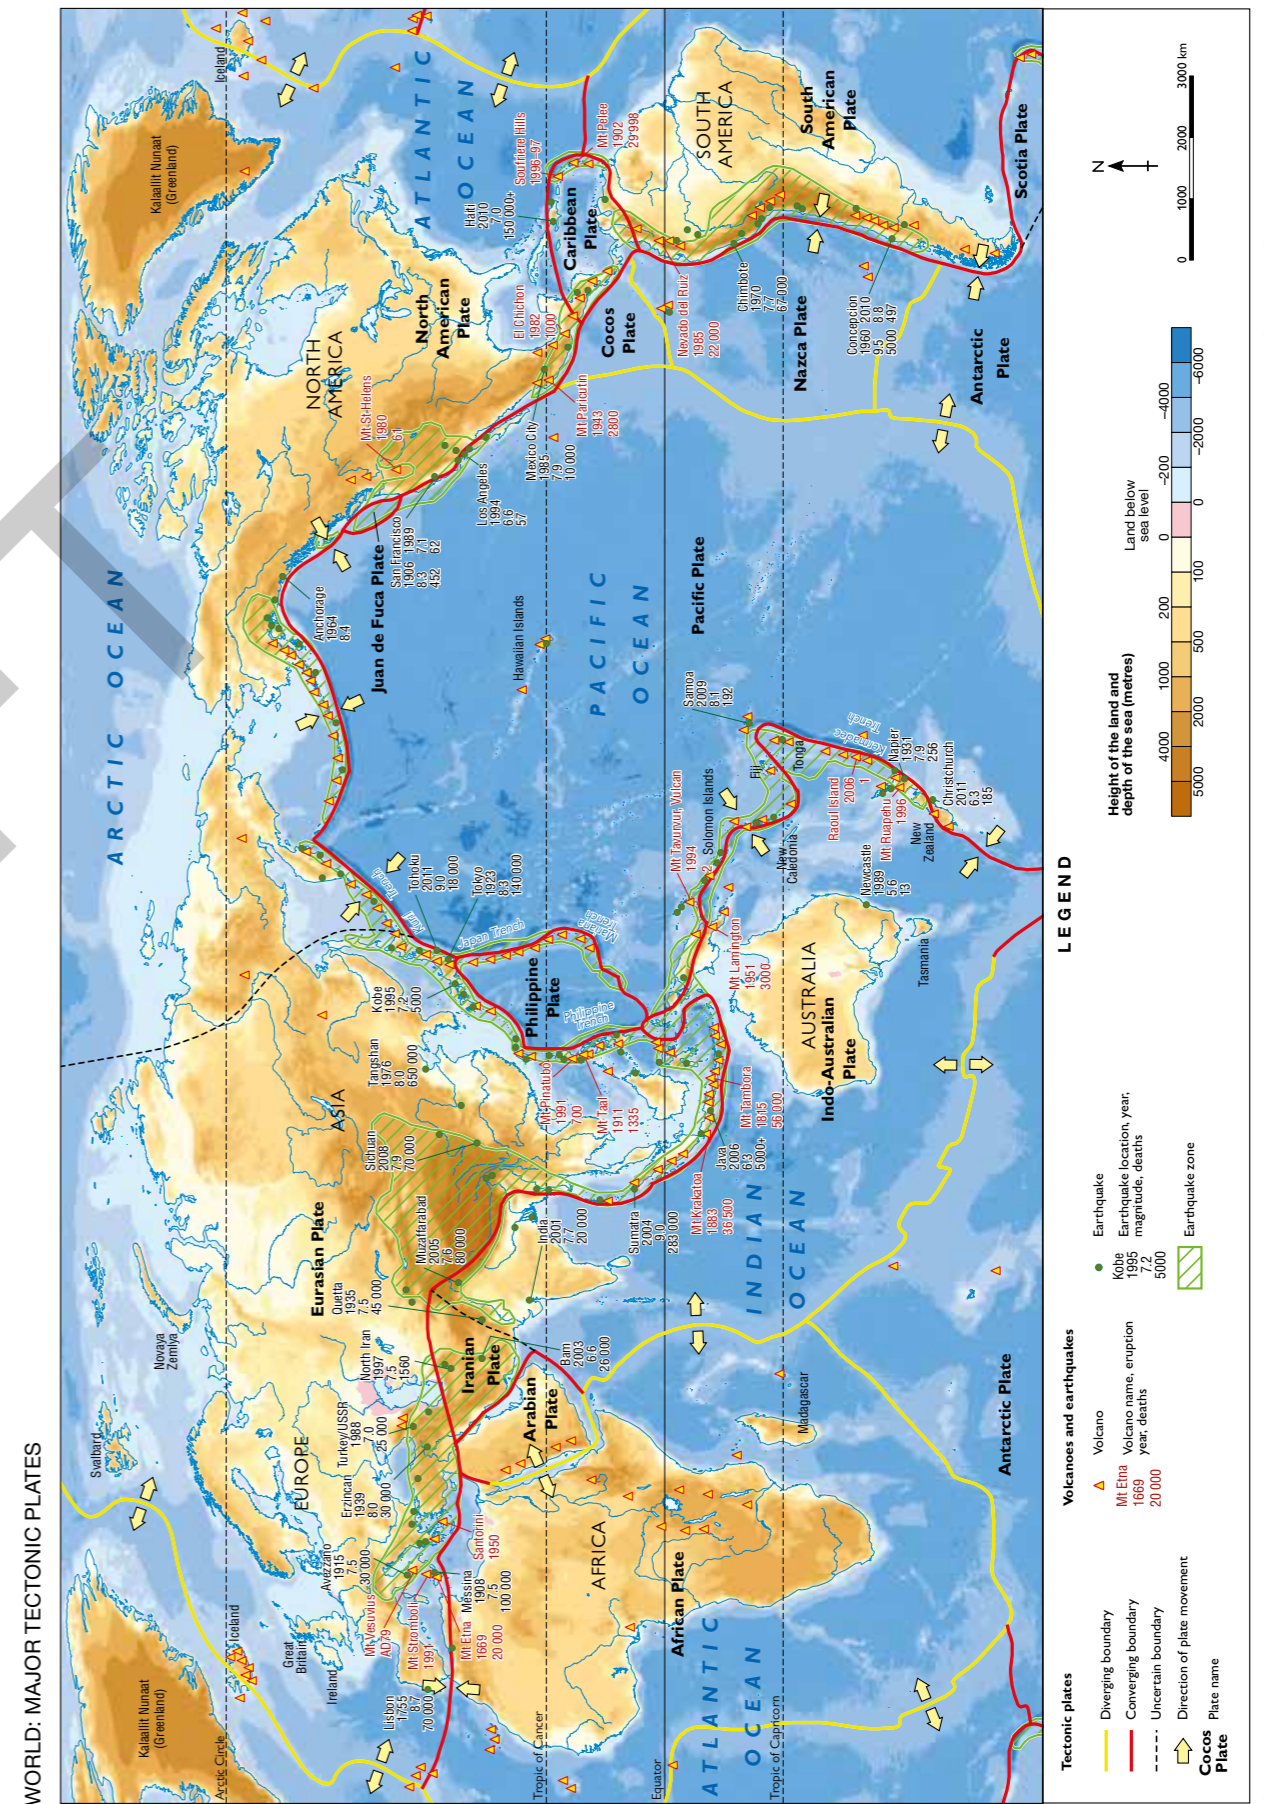 WORLD: MAJOR TECTONIC PLATES
Kalaallit Nunaat
(Greenland)
Arctic Circle
Iceland
Svalbard
Novaya
Zemlya
ARCTIC OCEAN
Kalaallit Nunaat
(Greenland)
Iceland
Great
Britain
Ireland
EUROPE
Eurasian Plate
ASIA
NORTH
AMERICA
North
American
Plate
ATLANTIC
OCEAN
Lisbon
1755
8.7
70 000
Mt Vesuvius
AD79
Mt Stromboli
1991
Mt Etna
1669
20 000
Avezzano
1915
7.5
30 000
Messina
1908
7.5
100 000
Santorini
1950
Erzincan
1939
8.0
30 000
Turkey/USSR
1988
7.0
25 000
North Iran
1997
7.5
1560
Iranian
Plate
Arabian
Plate
Bam
2003
6.6
26 000
Quetta
1935
7.5
45 000
Muzaffarabad
2005
7.6
80 000
India
2001
7.7
20 000
Sichuan
2008
7.9
70 000
Tangshan
1976
8.0
650 000
Kobe
1995
7.2
5000
Tohoku
2011
9.0
18 000
Tokyo
1923
8.3
140 000
Kuril
Trench
Japan Trench
Mariana
Trench
Philippine
Plate
Philippine
Trench
Mt Pinatubo
1991
700
Mt Taal
1911
1335
Anchorage
1964
8.4
Juan de Fuca Plate
San Francisco
1906 1989
8.3 7.1
452 62
Mt St Helens
1980
61
Los Angeles
1994
6.6
57
Mexico City
1985
7.9
10 000
Mt Paricutin
1943
2800
El Chichon
1982
1000
Haiti
2010
7.0
150 000+
Soufriere Hills
1996–97
Mt Pelee
1902
29 998
Caribbean
Plate
Cocos
Plate
Tropic of Cancer
Hawaiian Islands
PACIFIC
OCEAN
Pacific Plate
Equator
AFRICA
African Plate
ATLANTIC
OCEAN
Tropic of Capricorn
Madagascar
INDIAN
OCEAN
Sumatra
2004
9.0
283 000
Mt Krakatoa
1883
36 500
Java
2006
6.3
5000+
Mt Tambora
1815
56 000
Mt Lamington
1951
3000
Mt Tavurvur, Vulcan
1994
2
Solomon Islands
New
Caledonia
Fiji
Tonga
Samoa
2009
8.1
192
Kermadec
Trench
Raoul Island
2006
1
Mt Ruapehu
1996
Napier
1931
7.9
256
Christchurch
2011
6.3
185
New
Zealand
Newcastle
1989
5.6
13
Tasmania
AUSTRALIA
Indo-Australian
Plate
Antarctic Plate
Nevado del Ruiz
1985
22 000
Chimbote
1970
7.7
67 000
Nazca Plate
Concepcion
1960 2010
9.5 8.8
5000 497
Antarctic
Plate
SOUTH
AMERICA
South
American
Plate
Scotia Plate
LEGEND
Tectonic plates
Diverging boundary
Converging boundary
Uncertain boundary
Direction of plate movement
Cocos
Plate
Plate name
Volcanoes and earthquakes
Volcano
Mt Etna
1669
20 000
Volcano name, eruption
year, deaths
Earthquake
Kobe
1995
7.2
5000
Earthquake location, year,
magnitude, deaths
Earthquake zone
Height of the land and
depth of the sea (metres)
Land below
sea level
5000 4000 2000 1000 500 200 100 0 0 -200 -2000 -4000 -6000
N
0 1000 2000 3000 km